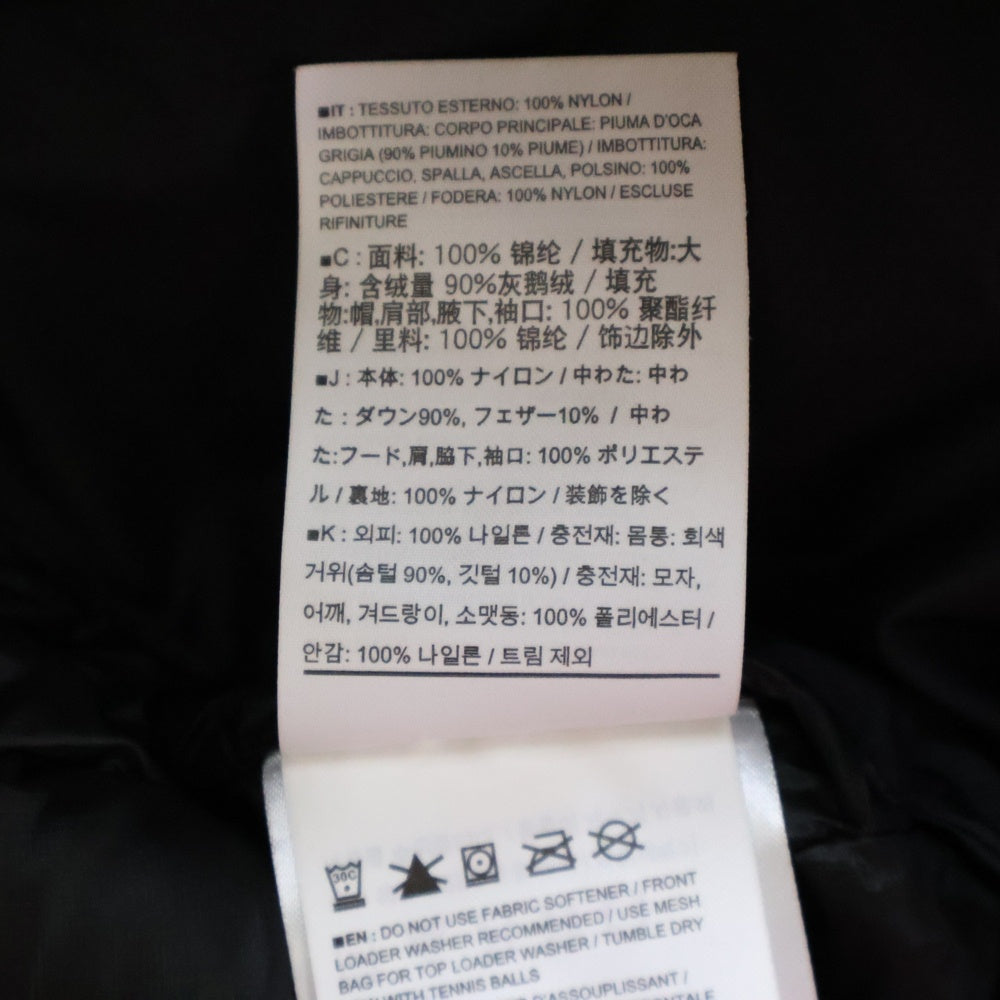 ■IT : TESSUTO ESTERNO: 100% NYLON /
IMBOTTITURA: CORPO PRINCIPALE: PIUMA D'OCA
GRIGIA (90% PIUMINO 10% PIUME) / IMBOTTITURA:
CAPPUCCIO, SPALLA, ASCELLA, POLSINO: 100%
POLIESTERE / FODERA: 100% NYLON / ESCLUSE
RIFINITURE
■C : 面料: 100% 锦纶 / 填充物:大
身: 含绒量 90%灰鹅绒 / 填充
物:帽,肩部,腋下,袖口: 100% 聚酯纤
维 / 里料: 100% 锦纶 / 饰边除外
■J : 本体: 100% ナイロン / 中わた: 中わ
た : ダウン90%, フェザー10% / 中わ
た:フード,肩,脇下,袖口: 100% ポリエステ
ル / 裏地: 100% ナイロン / 装飾を除く
■K : 외피: 100% 나일론 / 충전재: 몸통: 회색
거위(솜털 90%, 깃털 10%) / 충전재: 모자,
어깨, 겨드랑이, 소맷동: 100% 폴리에스터 /
안감: 100% 나일론 / 트림 제외
30C
■EN : DO NOT USE FABRIC SOFTENER / FRONT
LOADER WASHER RECOMMENDED / USE MESH
BAG FOR TOP LOADER WASHER / TUMBLE DRY
WITH TENNIS BALLS
D'ASSOUPLISSANT /